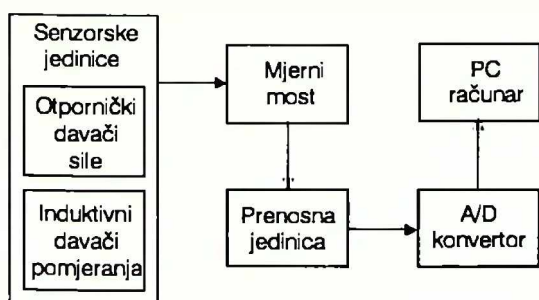 Senzorske
jedinice
Otpornički
davači
sile
Induktivni
davači
pomjeranja
Mjerni
most
Prenosna
jedinica
A/D
konvertor
PC
računar